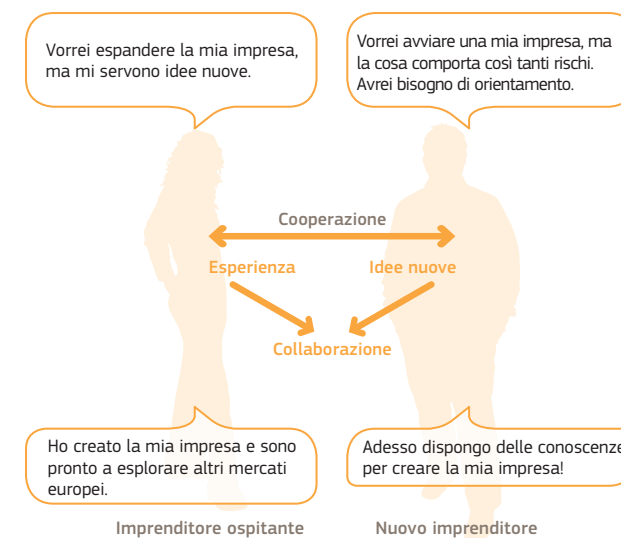 Vorrei espandere la mia impresa,
ma mi servono idee nuove.
Vorrei avviare una mia impresa, ma
la cosa comporta così tanti rischi.
Avrei bisogno di orientamento.
Cooperazione
Esperienza
Idee nuove
Collaborazione
Ho creato la mia impresa e sono
pronto a esplorare altri mercati
europei.
Adesso dispongo delle conoscenze
per creare la mia impresa!
Imprenditore ospitante
Nuovo imprenditore